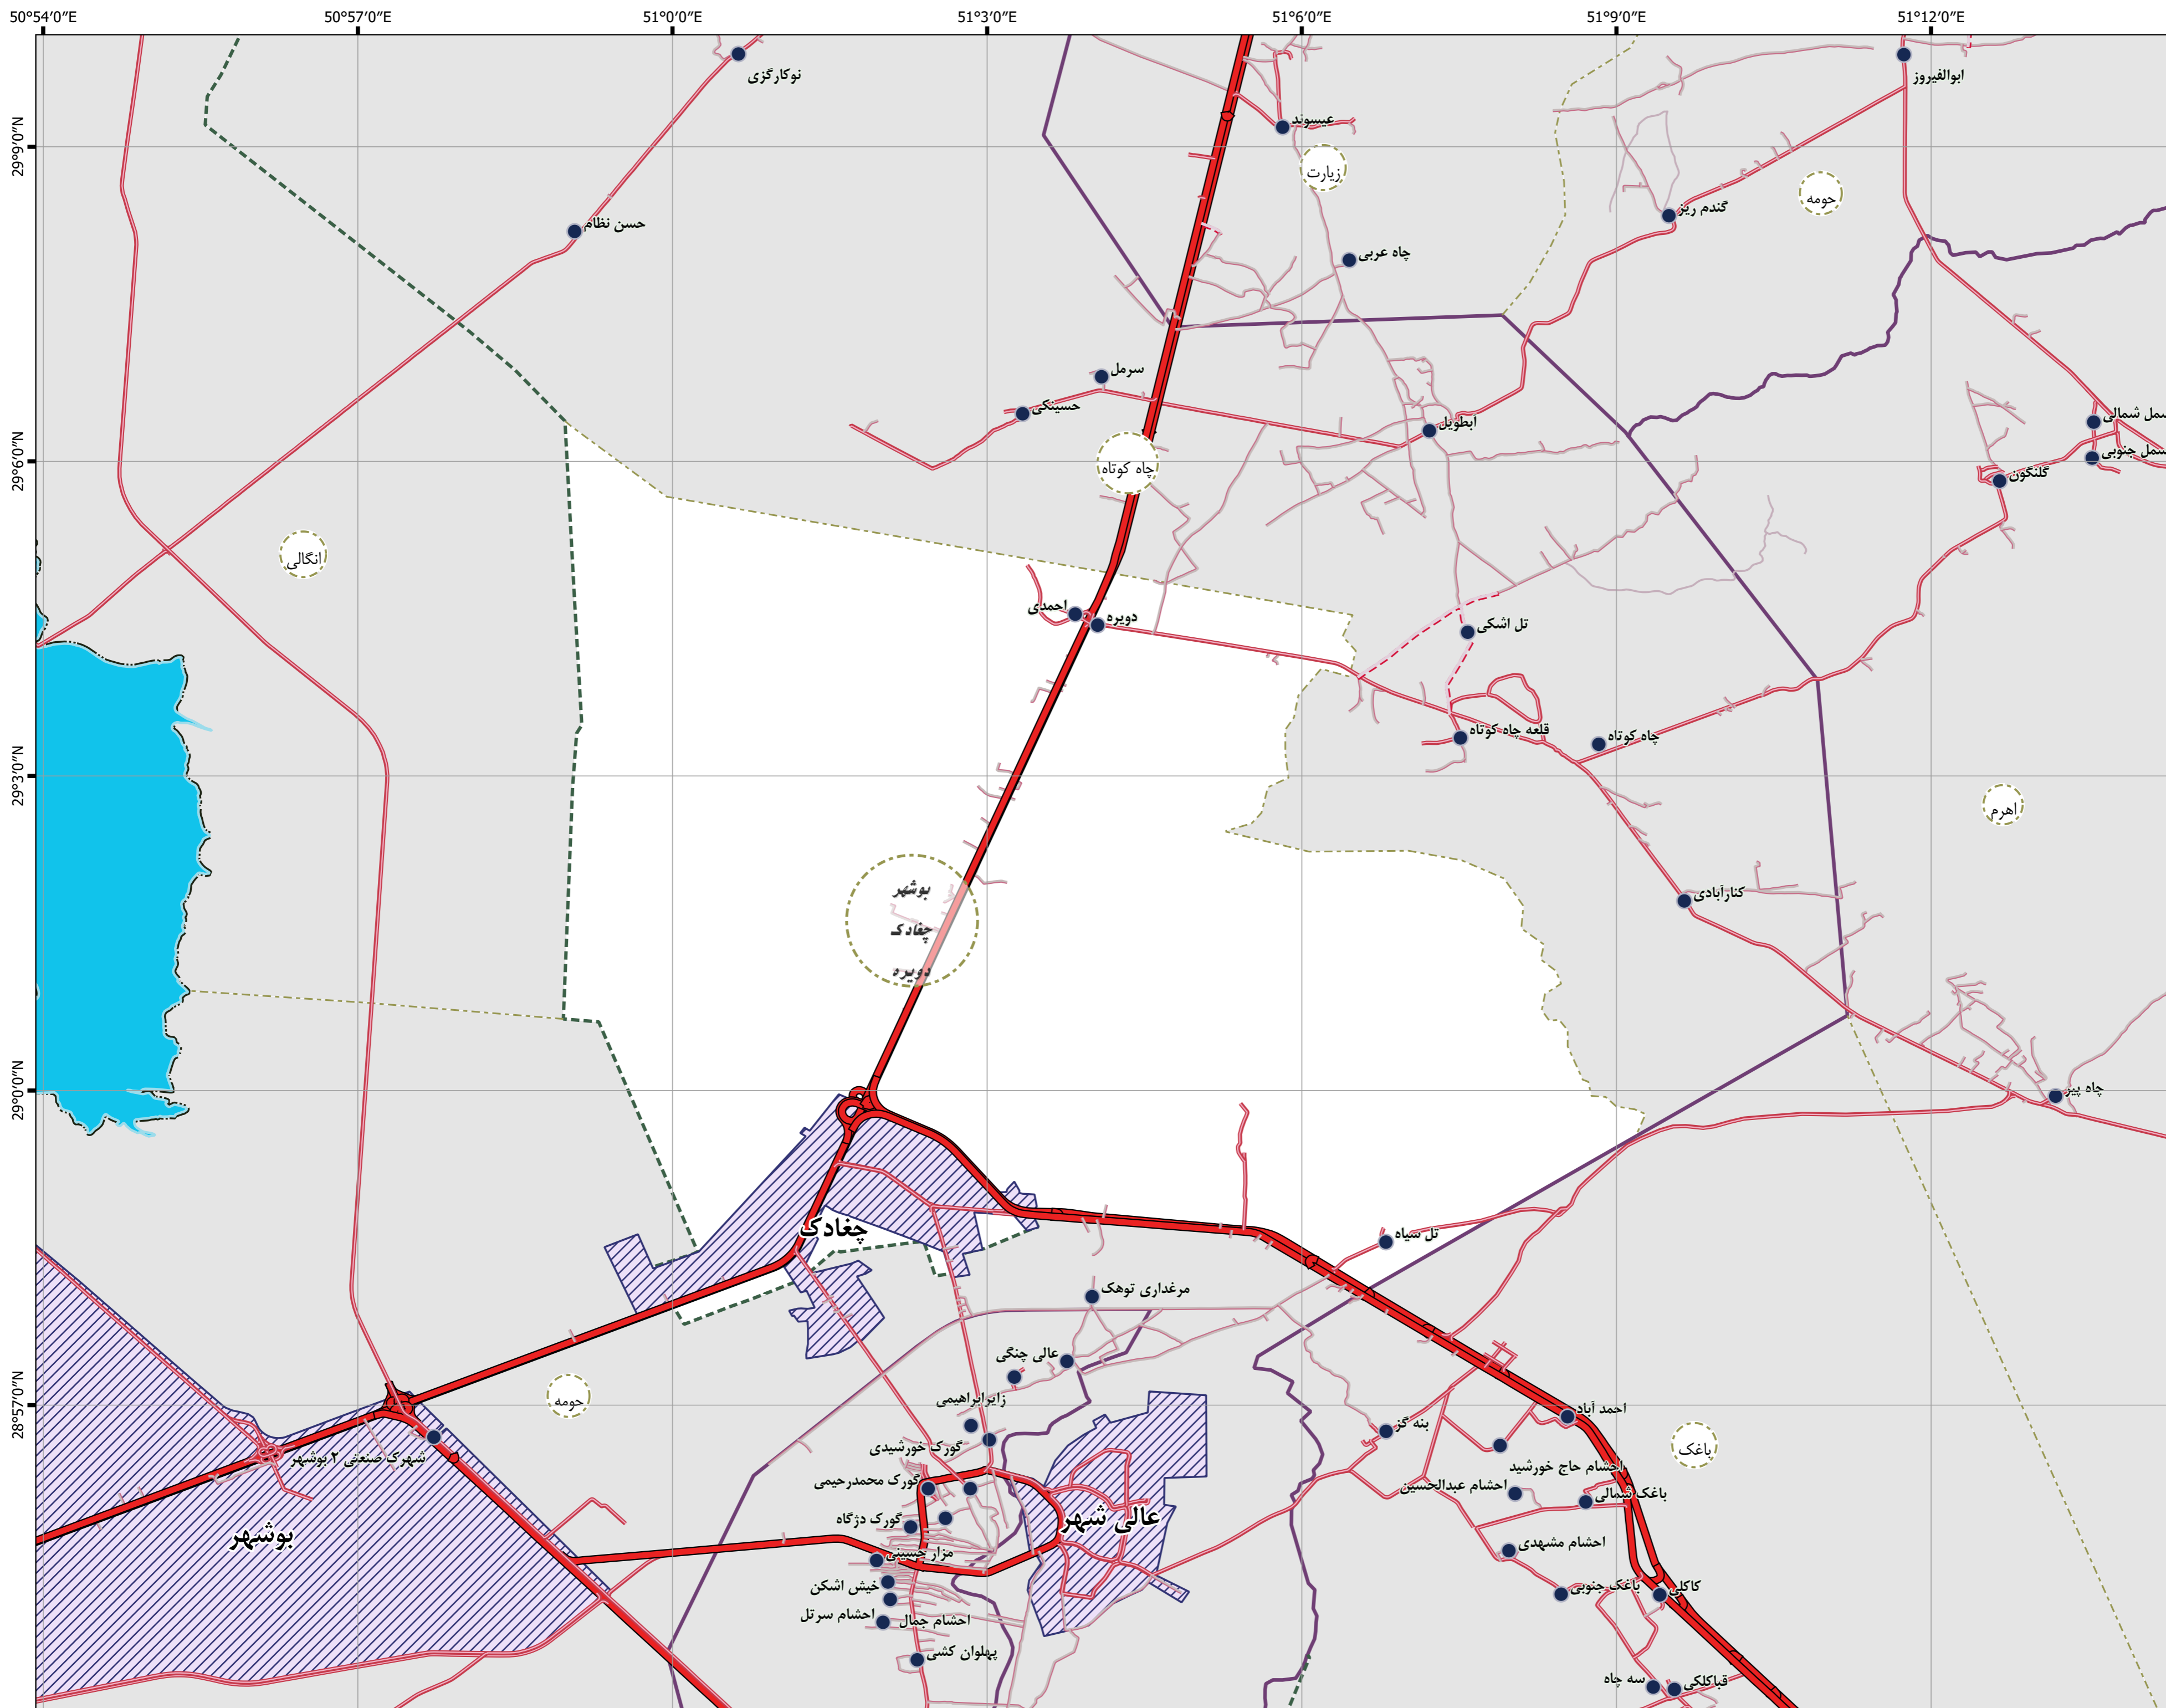 50°54′0″E
50°57′0″E
51°0′0″E
51°3′0″E
51°6′0″E
51°9′0″E
51°12′0″E
29°9′0″N
29°6′0″N
29°3′0″N
29°0′0″N
28°57′0″N
نوکارگزی
ابوالفیروز
عیسوند
زیارت
حومه
گندم ریز
حسن نظام
چاه عربی
سرمل
حسینکی
ابطویل
سمل شمالی
سمل جنوبی
گلنگون
چاه کوتاه
انگالی
احمدی
دویره
تل اشکی
قلعه چاه کوتاه
چاه کوتاه
اهرم
بوشهر
چغادک
دویره
کنارآبادی
چاه پیر
چغادک
تل سیاه
مرغداری توهک
عالی چنگی
زایرابراهیمی
حومه
بنه گز
احمد آباد
باغک
گورک خورشیدی
شهرک صنعتی ۲ بوشهر
احشام حاج خورشید
گورک محمدرحیمی
احشام عبدالحسین
باغک شمالی
گورک دژگاه
عالی شهر
بوشهر
احشام مشهدی
مزار حسینی
خیش اشکن
باغک جنوبی
کاکلی
احشام سرتل
احشام جمال
پهلوان کشی
سه چاه
قباکلکی